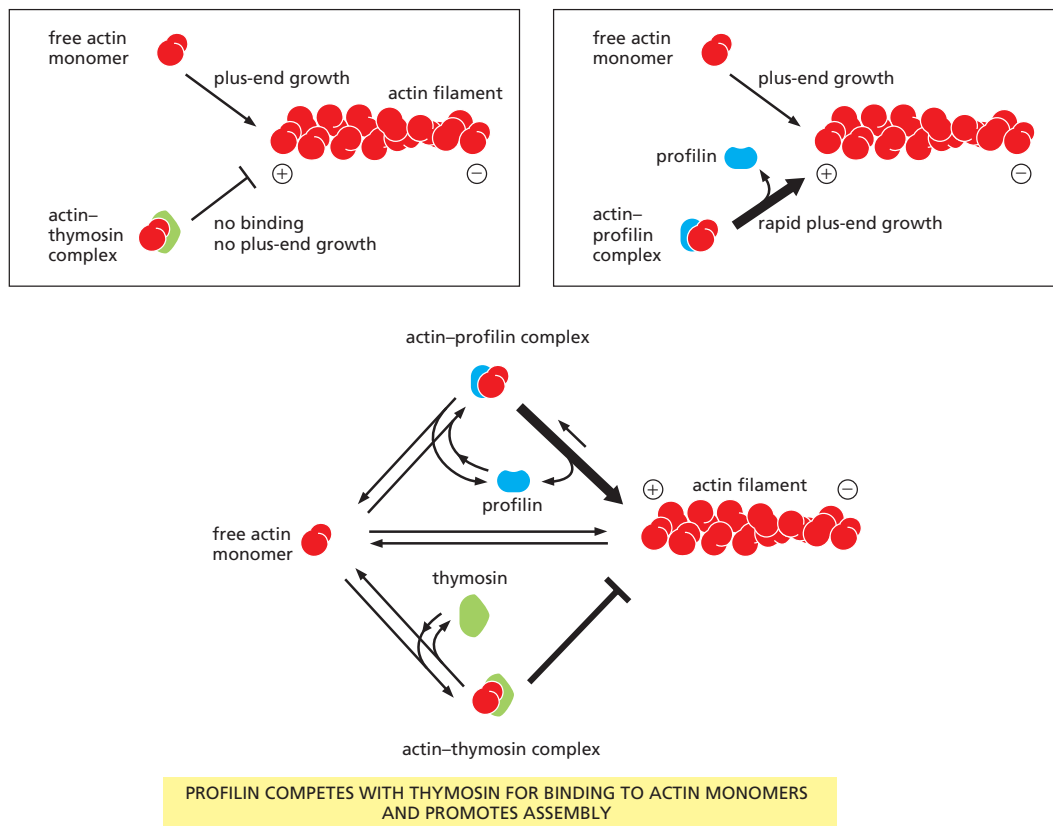 free actin
monomer
plus-end growth
actin filament
+
−
actin–
thymosin
complex
no binding
no plus-end growth
free actin
monomer
plus-end growth
profilin
+
−
actin–
profilin
complex
rapid plus-end growth
actin–profilin complex
profilin
+
actin filament
−
free actin
monomer
thymosin
actin–thymosin complex
PROFILIN COMPETES WITH THYMOSIN FOR BINDING TO ACTIN MONOMERS
AND PROMOTES ASSEMBLY